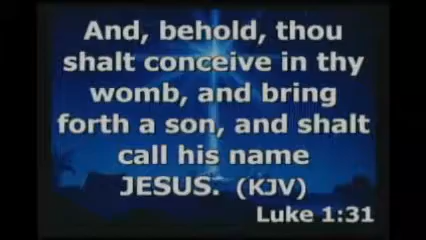 And, behold, thou
shalt conceive in thy
womb, and bring
forth a son, and shalt
call his name
JESUS. (KJV)
Luke 1:31